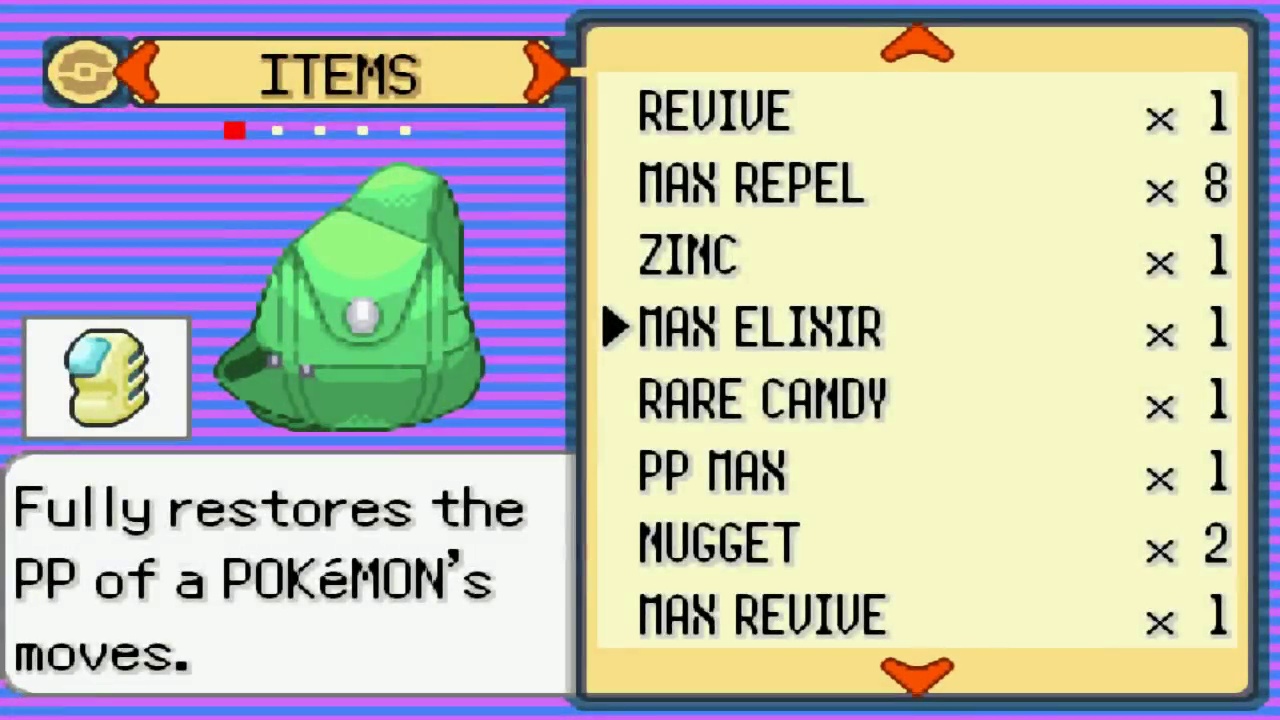 ITEMS
REVIVE × 1
MAX REPEL × 8
ZINC × 1
MAX ELIXIR × 1
RARE CANDY × 1
PP MAX × 1
NUGGET × 2
MAX REVIVE × 1
Fully restores the
PP of a POKéMON's
moves.